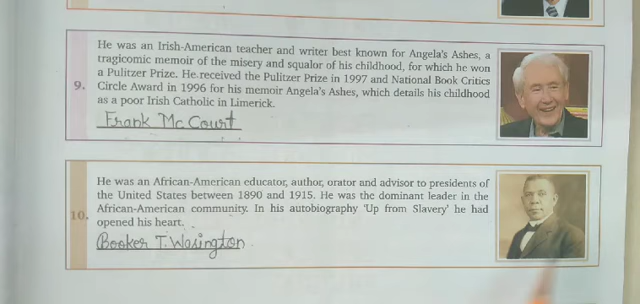 9.
He was an Irish-American teacher and writer best known for Angela's Ashes, a
tragicomic memoir of the misery and squalor of his childhood, for which he won
a Pulitzer Prize. He received the Pulitzer Prize in 1997 and National Book Critics
Circle Award in 1996 for his memoir Angela's Ashes, which details his childhood
as a poor Irish Catholic in Limerick.
Frank Mc Court
10.
He was an African-American educator, author, orator and advisor to presidents of
the United States between 1890 and 1915. He was the dominant leader in the
African-American community. In his autobiography 'Up from Slavery' he had
opened his heart.
Booker T. Wasington